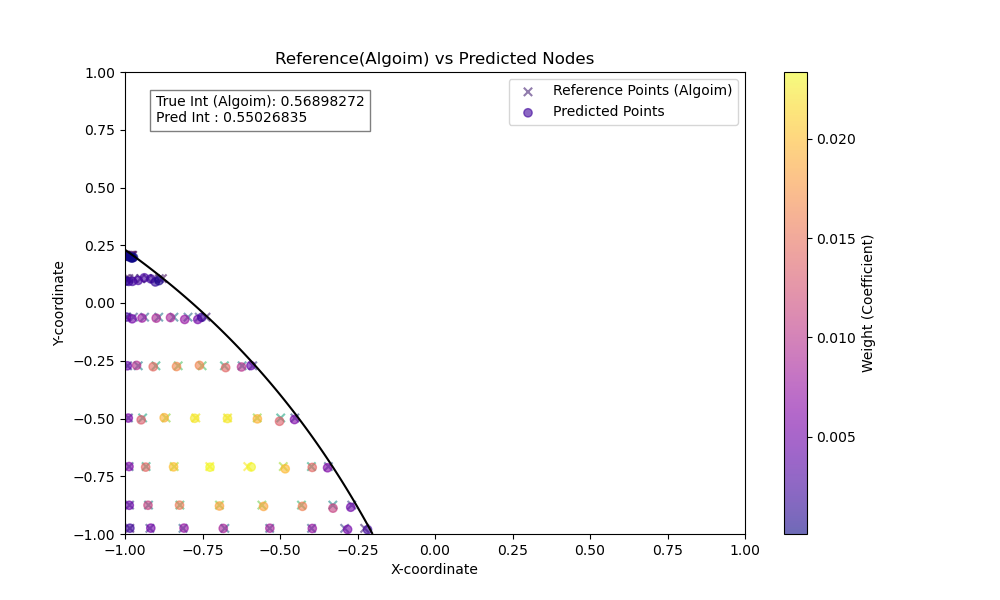 Reference(Algoim) vs Predicted Nodes
True Int (Algoim): 0.56898272
Pred Int : 0.55026835
Reference Points (Algoim)
Predicted Points
Y-coordinate
1.00
0.75
0.50
0.25
0.00
−0.25
−0.50
−0.75
−1.00
−1.00
−0.75
−0.50
−0.25
0.00
0.25
0.50
0.75
1.00
X-coordinate
0.020
0.015
0.010
0.005
Weight (Coefficient)